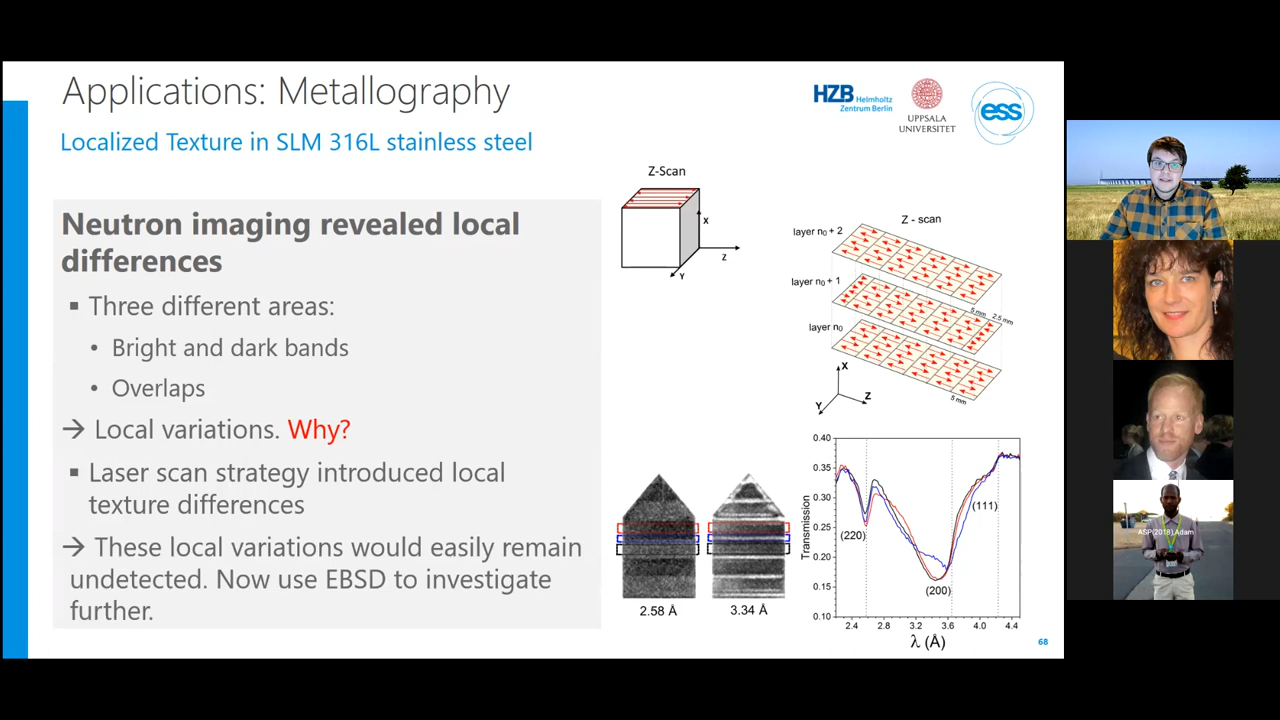 Applications: Metallography
HZB Helmholtz
Zentrum Berlin
UPPSALA
UNIVERSITET
ess
Localized Texture in SLM 316L stainless steel
Neutron imaging revealed local
differences
▪ Three different areas:
• Bright and dark bands
• Overlaps
→ Local variations. Why?
▪ Laser scan strategy introduced local
texture differences
→ These local variations would easily remain
undetected. Now use EBSD to investigate
further.
Z-Scan
X
Z
Y
Z - scan
layer n₀ + 2
layer n₀ + 1
5 mm 2.5 mm
layer n₀
5 mm
X
Z
Y
2.58 Å
3.34 Å
Transmission
0.40
0.35
0.30
0.25
0.20
0.15
0.10
(220)
(200)
(111)
2.4 2.8 3.2 3.6 4.0 4.4
λ (Å)
68
ASP(2018),Adam